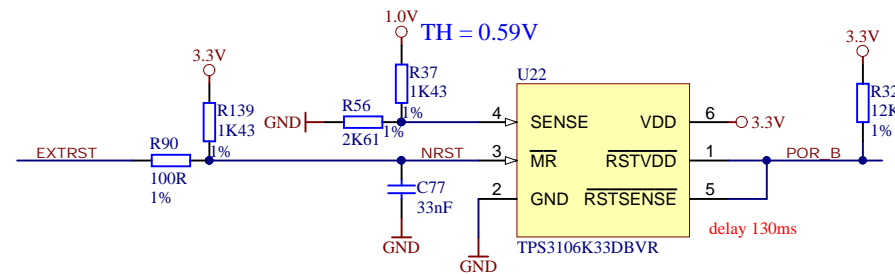 1.0V
TH = 0.59V
3.3V
3.3V
U22
R37
1K43
1%
R139
1K43
1%
R56
2K61
1%
GND
R32
12K
1%
4
SENSE
VDD
6
3.3V
EXTRST
R90
100R
1%
NRST
3
MR
RSTVDD
1
POR_B
C77
33nF
GND
2
GND
RSTSENSE
5
GND
TPS3106K33DBVR
delay 130ms